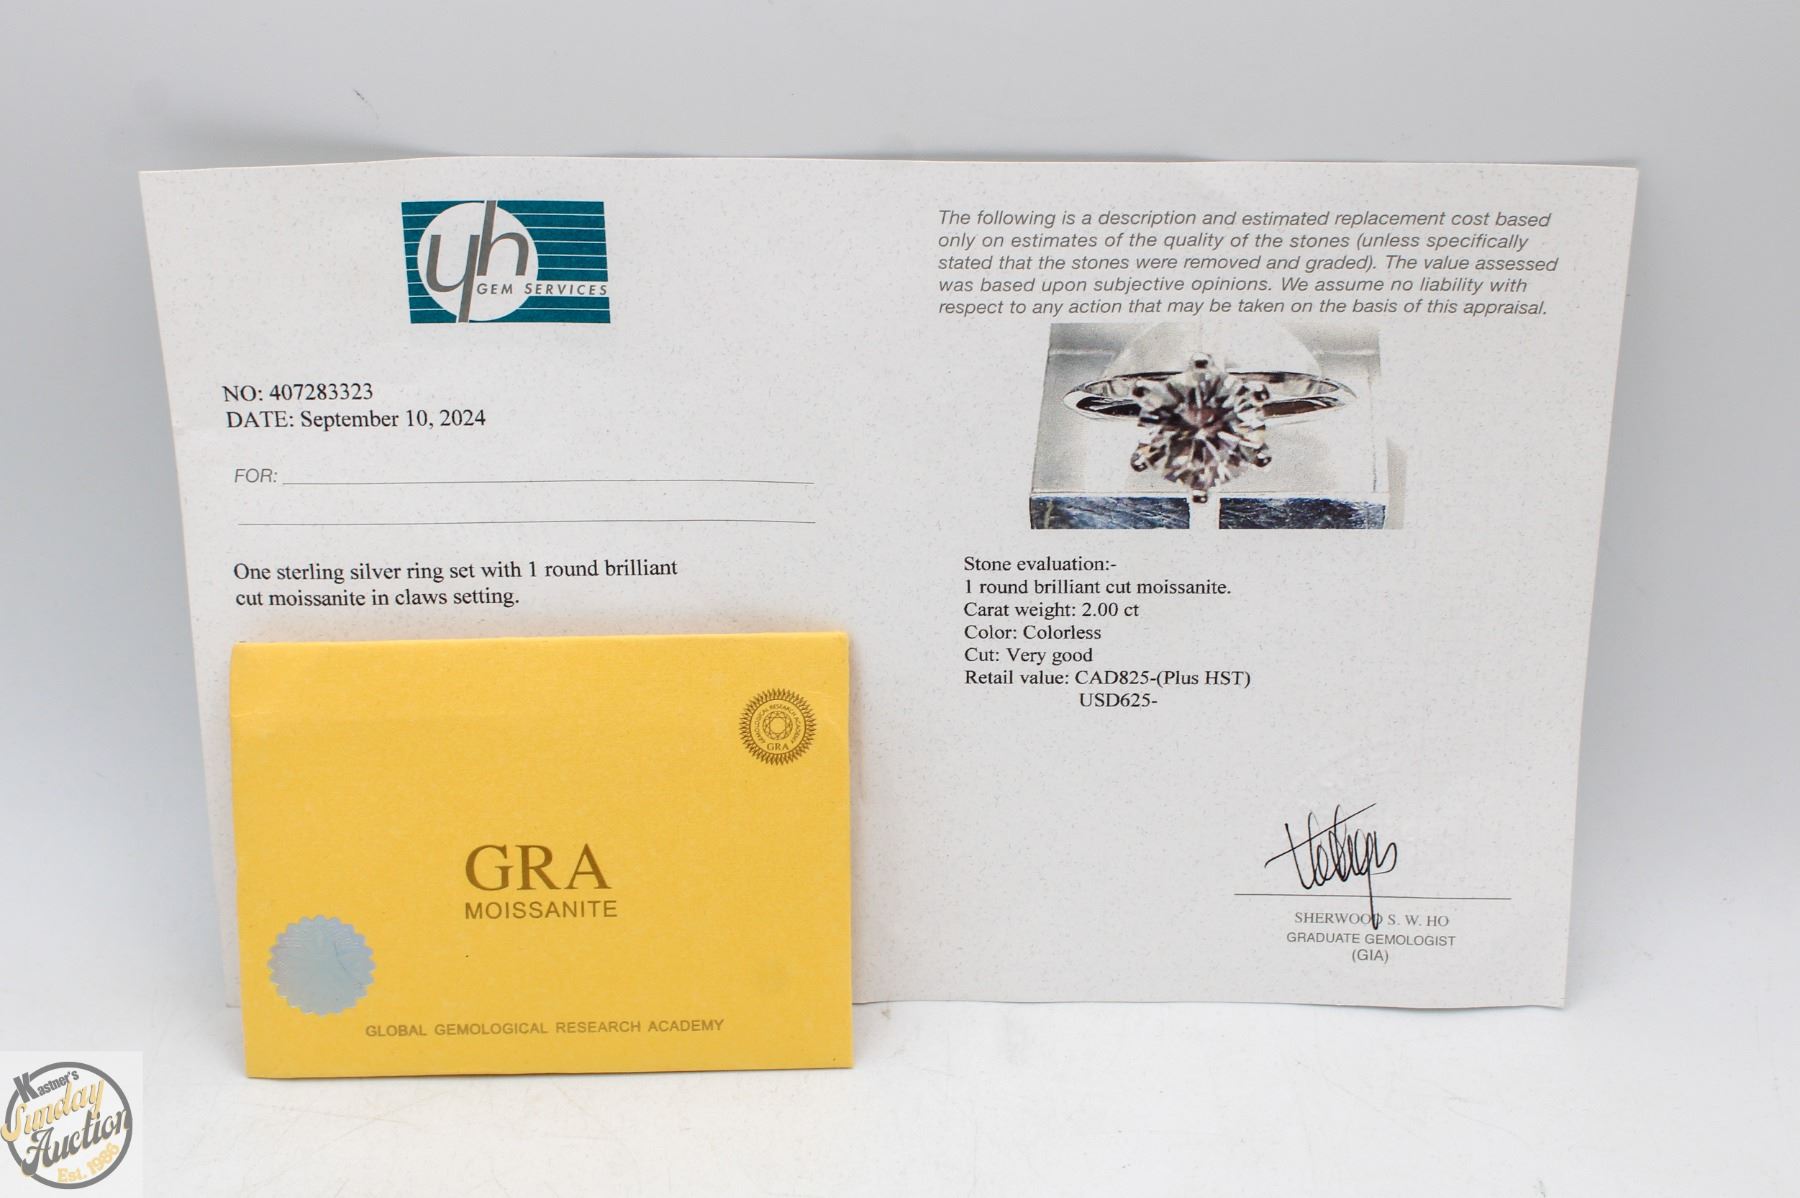 yh
GEM SERVICES
NO: 407283323
DATE: September 10, 2024
FOR:
One sterling silver ring set with 1 round brilliant
cut moissanite in claws setting.
The following is a description and estimated replacement cost based
only on estimates of the quality of the stones (unless specifically
stated that the stones were removed and graded). The value assessed
was based upon subjective opinions. We assume no liability with
respect to any action that may be taken on the basis of this appraisal.
Stone evaluation:-
1 round brilliant cut moissanite.
Carat weight: 2.00 ct
Color: Colorless
Cut: Very good
Retail value: CAD825-(Plus HST)
USD625-
SHERWOOD S. W. HO
GRADUATE GEMOLOGIST
(GIA)
GEMOLOGICAL RESEARCH ACADEMY
GRA
GRA
MOISSANITE
GLOBAL GEMOLOGICAL RESEARCH ACADEMY
Kastner's
Sunday
Auction
Est. 1986